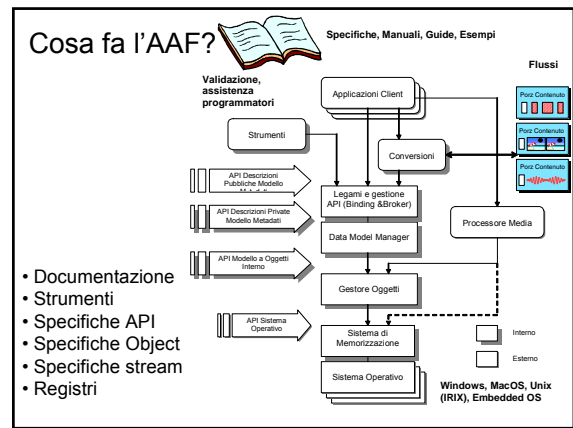 Cosa fa l'AAF?
Specifiche, Manuali, Guide, Esempi
Flussi
Validazione,
assistenza
programmatori
Applicazioni Client
Porz Contenuto
Porz Contenuto
Porz Contenuto
Strumenti
Conversioni
API Descrizioni
Pubbliche Modello
Legami e gestione
API (Binding &Broker)
API Descrizioni Private
Modello Metadati
Processore Media
Data Model Manager
API Modello a Oggetti
Interno
Gestore Oggetti
• Documentazione
• Strumenti
• Specifiche API
• Specifiche Object
• Specifiche stream
• Registri
API Sistema
Operativo
Sistema di
Memorizzazione
Interno
Esterno
Sistema Operativo
Windows, MacOS, Unix
(IRIX), Embedded OS